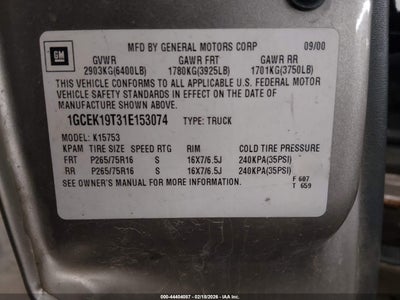 GM
MFD BY GENERAL MOTORS CORP 09/00
GVWR GAWR FRT GAWR RR
2903KG(6400LB) 1780KG(3925LB) 1701KG(3750LB)
THIS VEHICLE CONFORMS TO ALL APPLICABLE U.S. FEDERAL MOTOR
VEHICLE SAFETY STANDARDS IN EFFECT ON THE DATE OF
MANUFACTURE SHOWN ABOVE.
1GCEK19T31E153074 TYPE: TRUCK
MODEL: K15753
KPAM TIRE SIZE SPEED RTG RIM COLD TIRE PRESSURE
FRT P265/75R16 S 16X7/6.5J 240KPA(35PSI)
RR P265/75R16 S 16X7/6.5J 240KPA(35PSI)
SEE OWNER'S MANUAL FOR MORE INFORMATION.
F 607
T 659
000-44404087 - 02/19/2026 - IAA Inc.